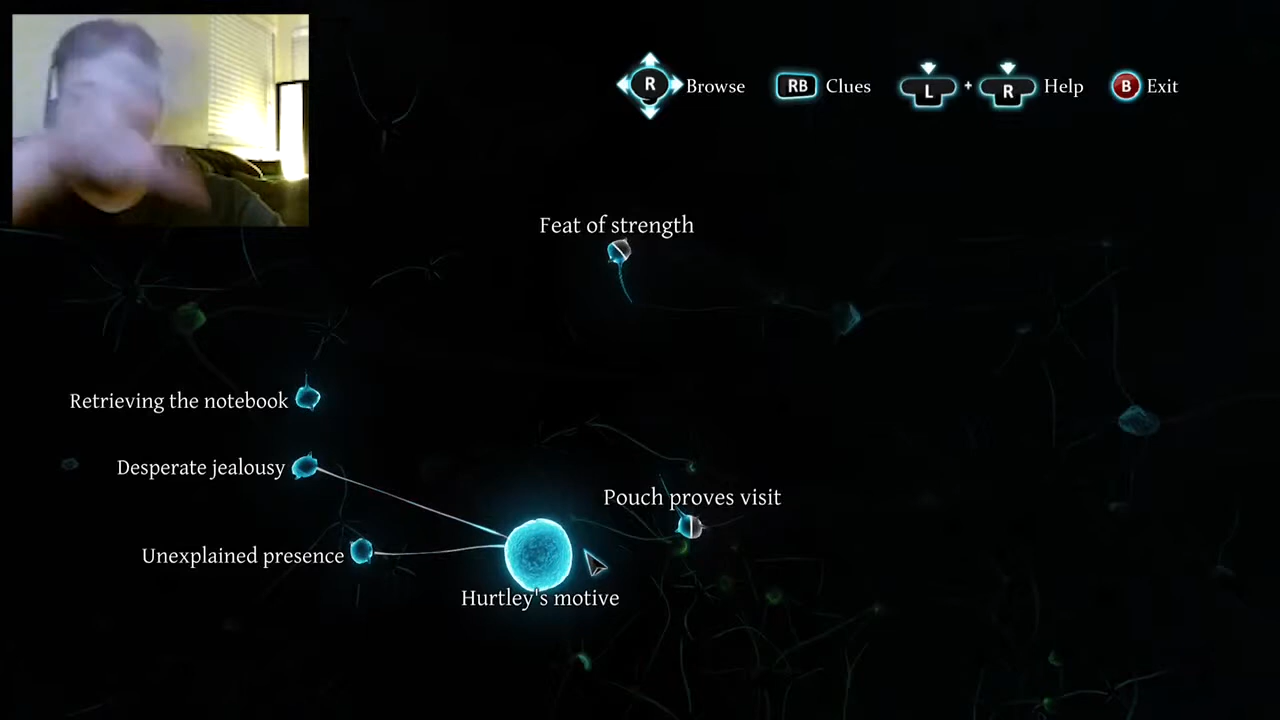 R Browse RB Clues L + R Help B Exit
Feat of strength
Retrieving the notebook
Desperate jealousy
Pouch proves visit
Unexplained presence
Hurtley's motive